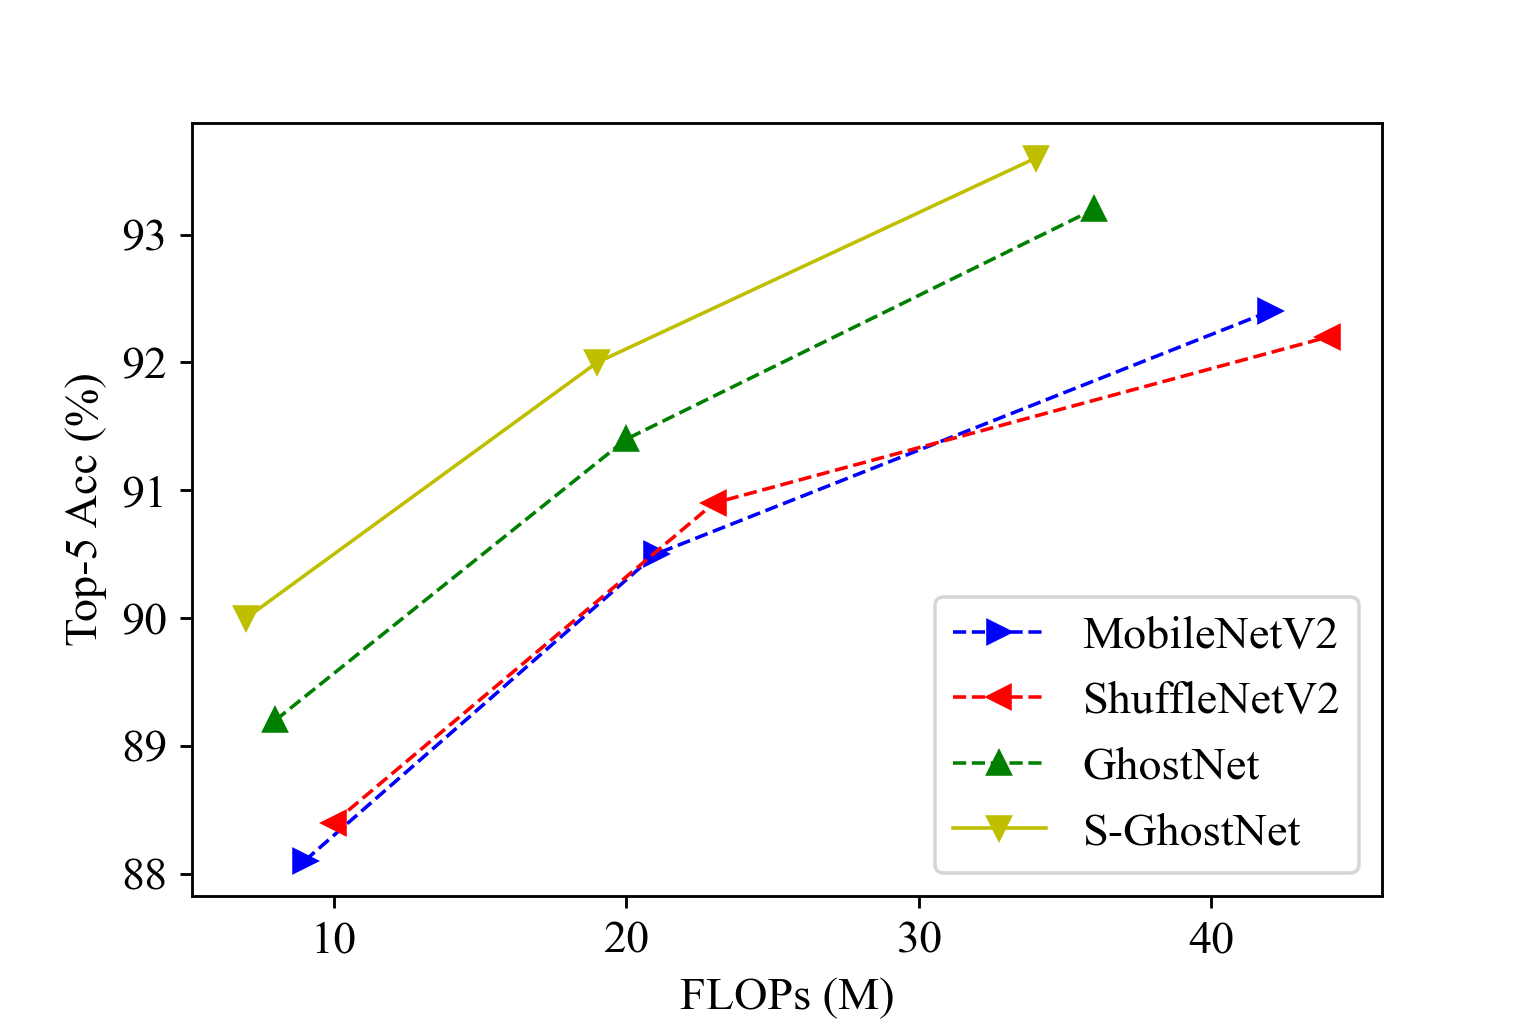 93
92
91
90
89
88
Top-5 Acc (%)
10 20 30 40
FLOPs (M)
MobileNetV2
ShuffleNetV2
GhostNet
S-GhostNet